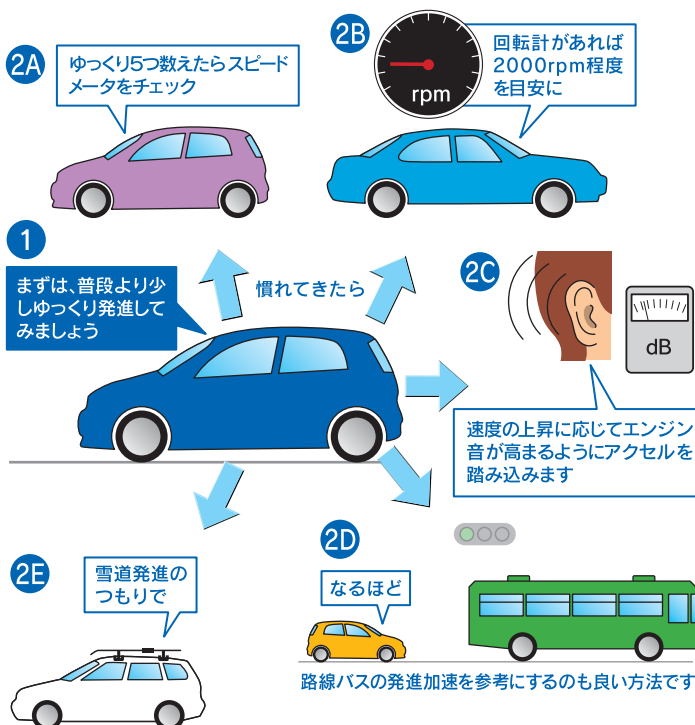 2A
ゆっくり5つ数えたらスピード
メータをチェック
2B
rpm
回転計があれば
2000rpm程度
を目安に
1
まずは、普段より少
しゆっくり発進して
みましょう
慣れてきたら
2C
dB
速度の上昇に応じてエンジン
音が高まるようにアクセルを
踏み込みます
2D
なるほど
路線バスの発進加速を参考にするのも良い方法です
2E
雪道発進の
つもりで